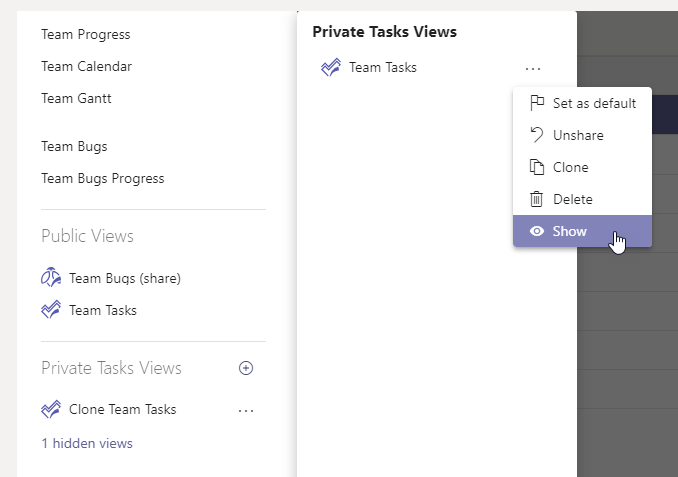 Team Progress
Team Calendar
Team Gantt
Team Bugs
Team Bugs Progress
Public Views
Team Bugs (share)
Team Tasks
Private Tasks Views
Clone Team Tasks
1 hidden views
Private Tasks Views
Team Tasks
Set as default
Unshare
Clone
Delete
Show